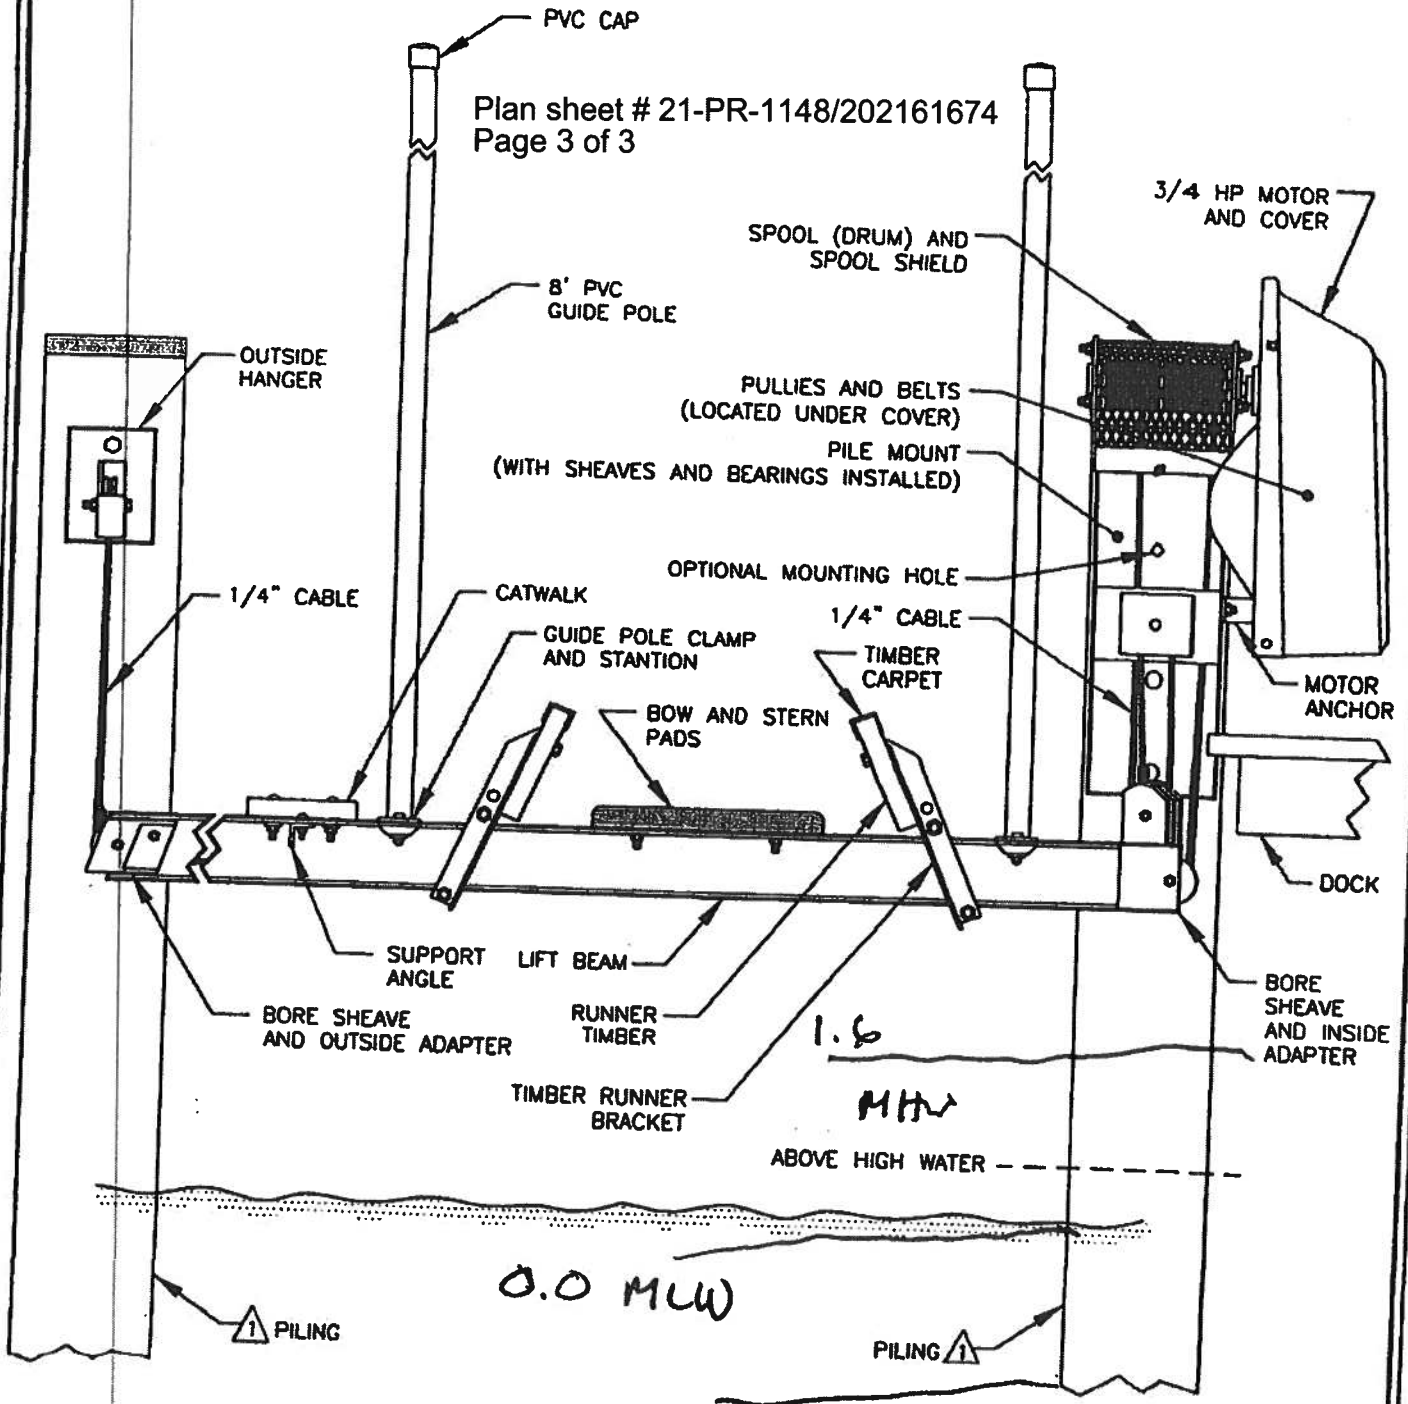 PVC CAP
Plan sheet # 21-PR-1148/202161674
Page 3 of 3
3/4 HP MOTOR
AND COVER
SPOOL (DRUM) AND
SPOOL SHIELD
8' PVC
GUIDE POLE
OUTSIDE
HANGER
PULLIES AND BELTS
(LOCATED UNDER COVER)
PILE MOUNT
(WITH SHEAVES AND BEARINGS INSTALLED)
OPTIONAL MOUNTING HOLE
1/4" CABLE
CATWALK
1/4" CABLE
GUIDE POLE CLAMP
AND STANTION
TIMBER
CARPET
MOTOR
ANCHOR
BOW AND STERN
PADS
DOCK
SUPPORT
ANGLE
LIFT BEAM
BORE SHEAVE
AND OUTSIDE ADAPTER
RUNNER
TIMBER
BORE
SHEAVE
AND INSIDE
ADAPTER
1.6
TIMBER RUNNER
BRACKET
MHW
ABOVE HIGH WATER
0.0 MLW
1 PILING
PILING 1